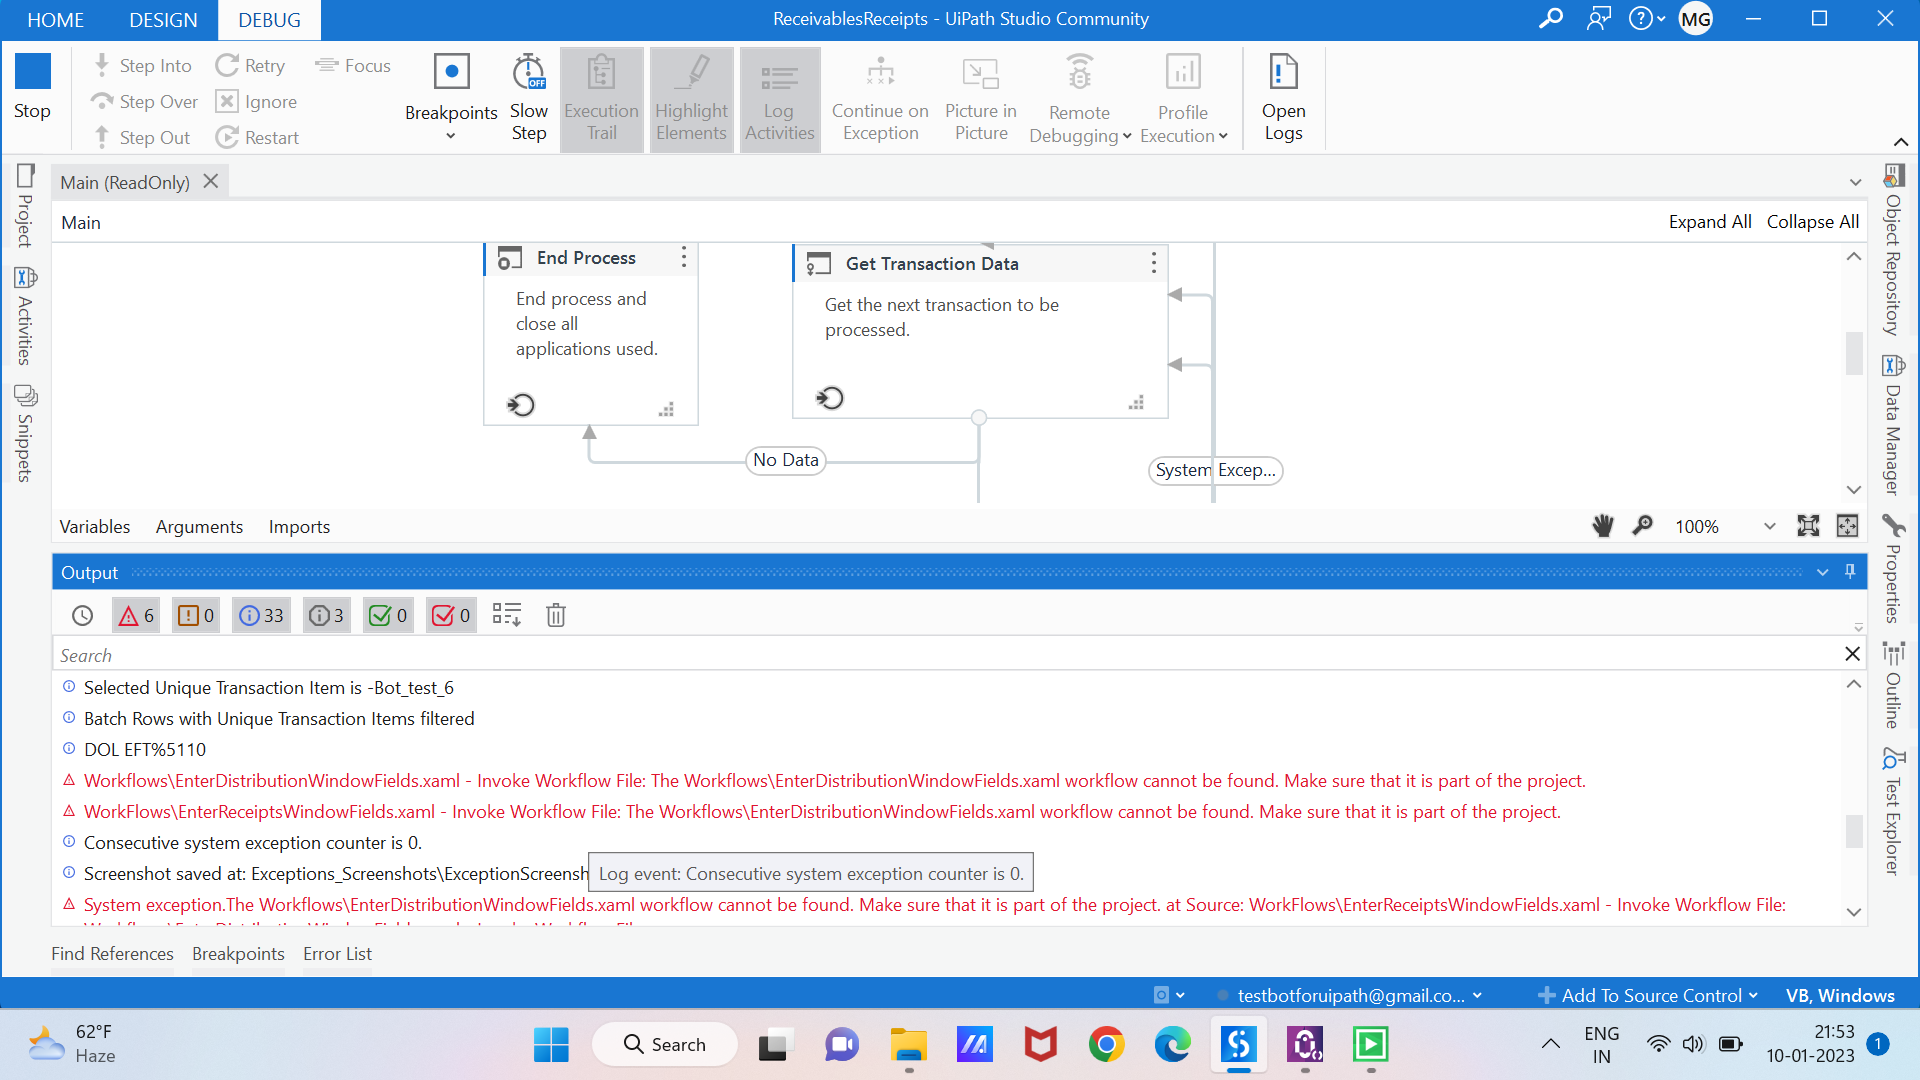 HOME DESIGN DEBUG
ReceivablesReceipts - UiPath Studio Community
MG
Stop
Step Into
Step Over
Step Out
Retry
Ignore
Restart
Focus
Breakpoints
Slow Step
OFF
Execution Trail
Highlight Elements
Log Activities
Continue on Exception
Picture in Picture
Remote Debugging
Profile Execution
Open Logs
Project
Activities
Snippets
Main (ReadOnly)
Main
Expand All Collapse All
End Process
End process and
close all
applications used.
Get Transaction Data
Get the next transaction to be
processed.
No Data
System Excep...
Variables Arguments Imports
100%
Object Repository
Data Manager
Properties
Outline
Test Explorer
Output
6 0 33 3 0 0
Search
Selected Unique Transaction Item is -Bot_test_6
Batch Rows with Unique Transaction Items filtered
DOL EFT%5110
Workflows\EnterDistributionWindowFields.xaml - Invoke Workflow File: The Workflows\EnterDistributionWindowFields.xaml workflow cannot be found. Make sure that it is part of the project.
WorkFlows\EnterReceiptsWindowFields.xaml - Invoke Workflow File: The Workflows\EnterDistributionWindowFields.xaml workflow cannot be found. Make sure that it is part of the project.
Consecutive system exception counter is 0.
Screenshot saved at: Exceptions_Screenshots\ExceptionScreensh
Log event: Consecutive system exception counter is 0.
System exception.The Workflows\EnterDistributionWindowFields.xaml workflow cannot be found. Make sure that it is part of the project. at Source: WorkFlows\EnterReceiptsWindowFields.xaml - Invoke Workflow File:
Find References Breakpoints Error List
testbotforuipath@gmail.co...
Add To Source Control
VB, Windows
62°F
Haze
Search
ENG
IN
21:53
10-01-2023
1